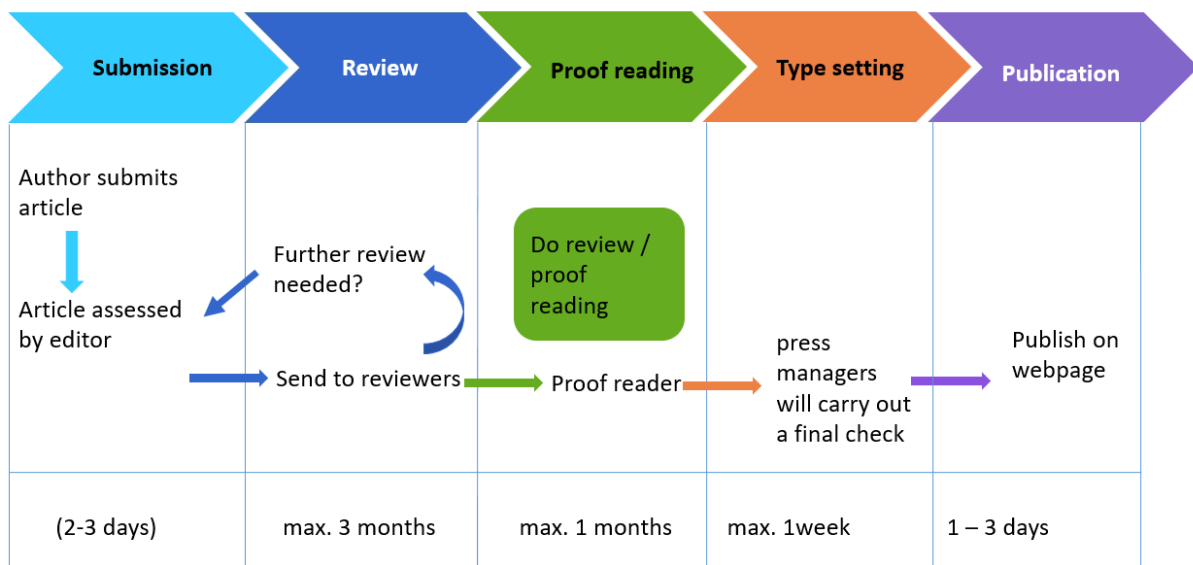 Submission
Review
Proof reading
Type setting
Publication
Author submits
article
Article assessed
by editor
Further review
needed?
Send to reviewers
Do review /
proof
reading
Proof reader
press
managers
will carry out
a final check
Publish on
webpage
(2-3 days)
max. 3 months
max. 1 months
max. 1week
1 – 3 days